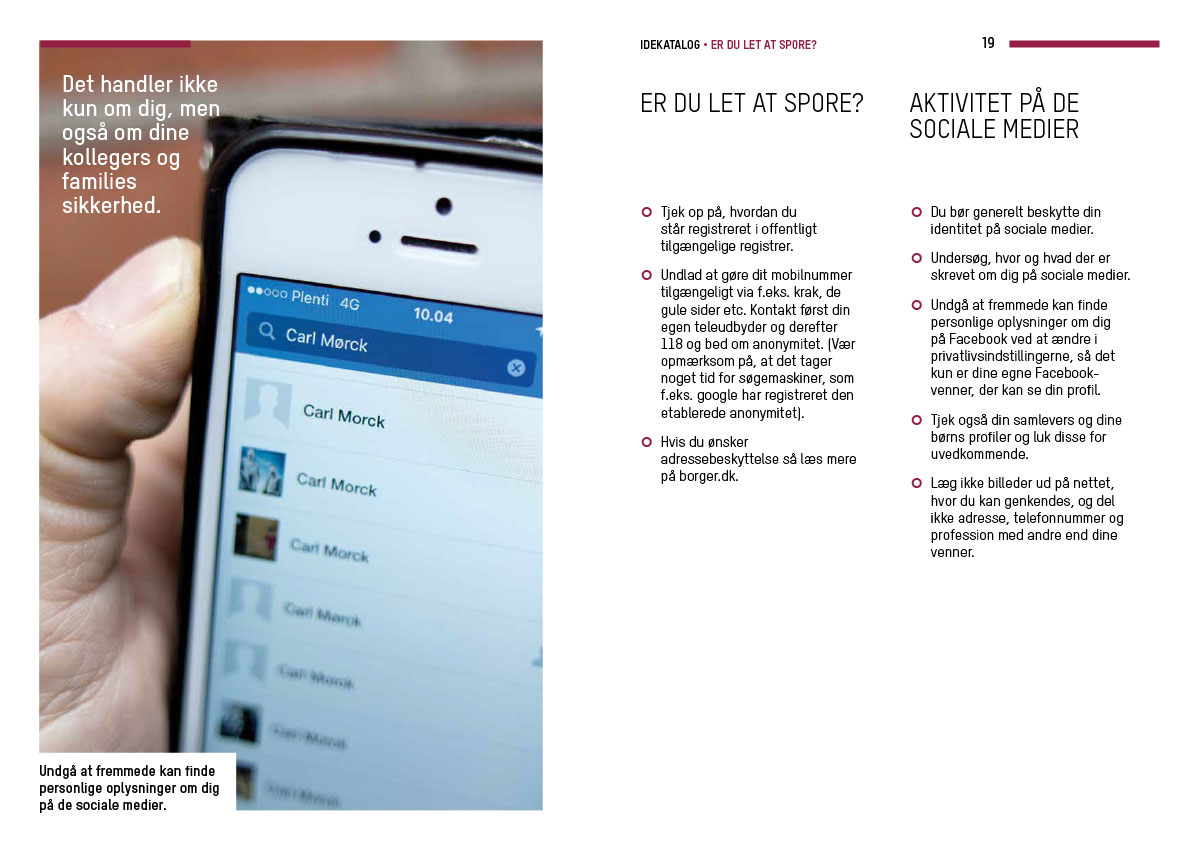 Det handler ikke
kun om dig, men
også om dine
kollegers og
families
sikkerhed.
Plenti 4G
10.04
Carl Mørck
Carl Morck
Carl Morck
Carl Morck
Carl Morck
Carl Morck
Carl Morck
Carl Morck
Undgå at fremmede kan finde
personlige oplysninger om dig
på de sociale medier.
IDEKATALOG • ER DU LET AT SPORE?
19
ER DU LET AT SPORE?
Tjek op på, hvordan du
står registreret i offentligt
tilgængelige registrer.
Undlad at gøre dit mobilnummer
tilgængeligt via f.eks. krak, de
gule sider etc. Kontakt først din
egen teleudbyder og derefter
118 og bed om anonymitet. (Vær
opmærksom på, at det tager
noget tid for søgemaskiner, som
f.eks. google har registreret den
etablerede anonymitet).
Hvis du ønsker
adressebeskyttelse så læs mere
på borger.dk.
AKTIVITET PÅ DE
SOCIALE MEDIER
Du bør generelt beskytte din
identitet på sociale medier.
Undersøg, hvor og hvad der er
skrevet om dig på sociale medier.
Undgå at fremmede kan finde
personlige oplysninger om dig
på Facebook ved at ændre i
privatlivsindstillingerne, så det
kun er dine egne Facebook-
venner, der kan se din profil.
Tjek også din samlevers og dine
børns profiler og luk disse for
uvedkommende.
Læg ikke billeder ud på nettet,
hvor du kan genkendes, og del
ikke adresse, telefonnummer og
profession med andre end dine
venner.